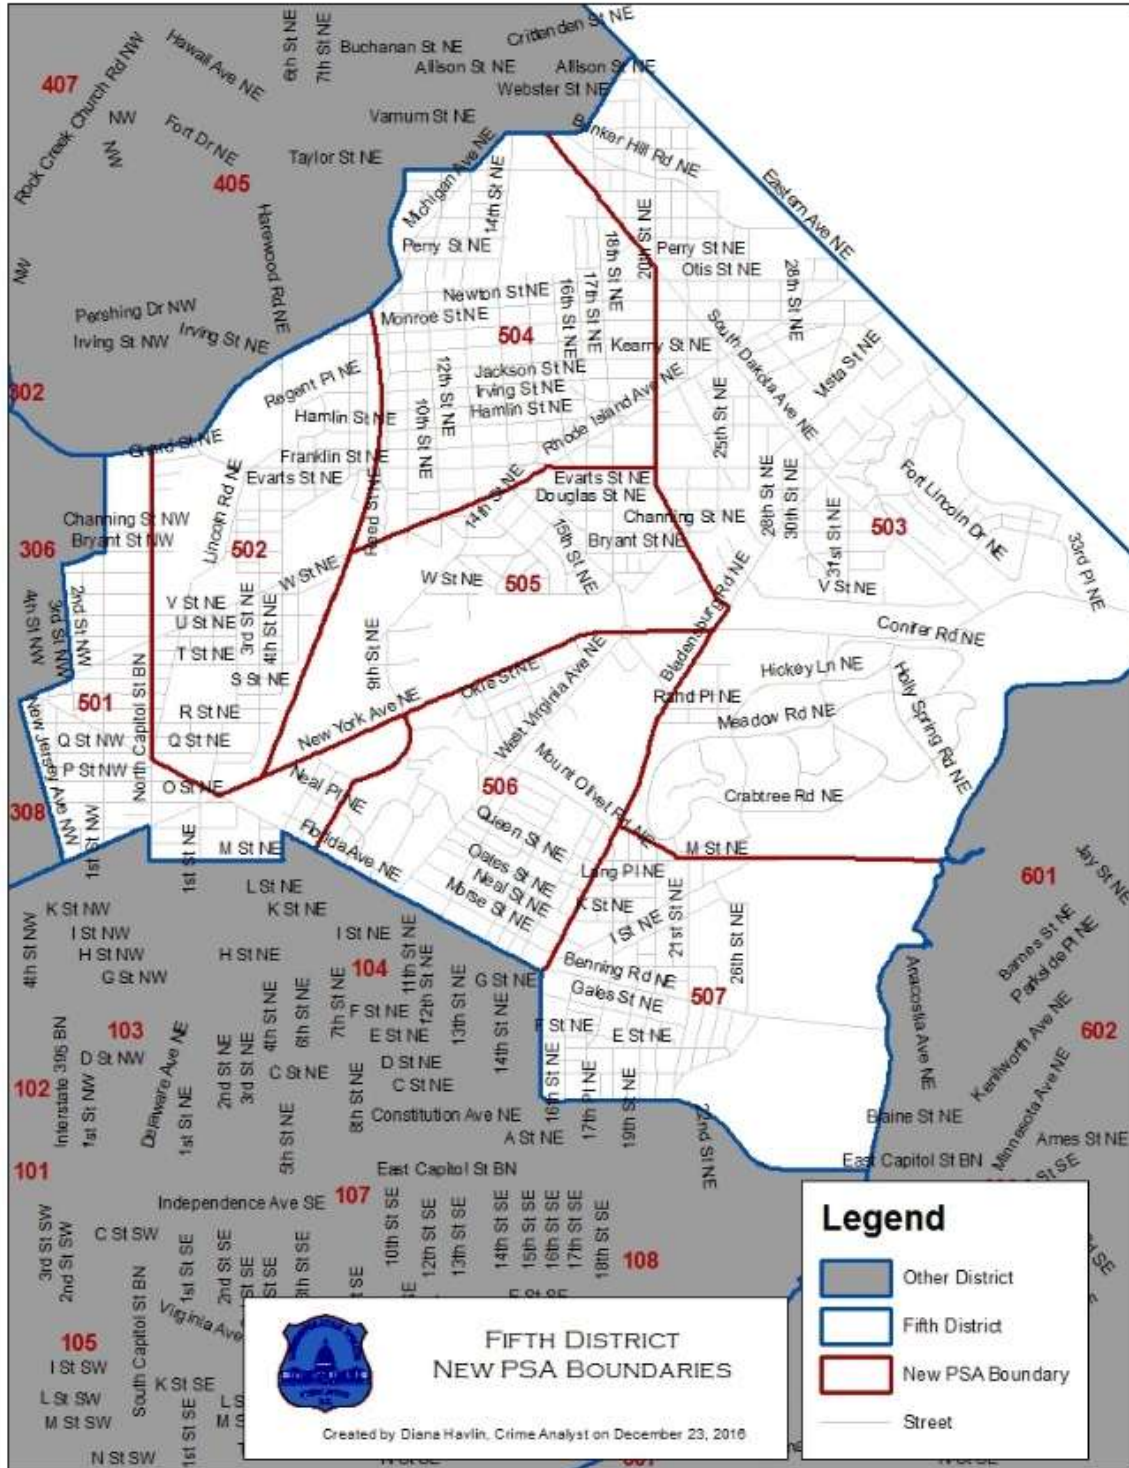 Crittenden St NE
6th St NE
7th St NE
Buchanan St NE
Hawaii Ave NE
Rock Creek Church Rd NW
Allison St NE
Allison St NE
407
Webster St NE
NW
Fort Dr NE
Varnum St NE
Bunker Hill Rd NE
NW
Taylor St NE
405
Michigan Ave NE
14th St NE
Eastern Ave NE
Harewood Rd NE
Perry St NE
18th St NE
20th St NE
Perry St NE
Otis St NE
28th St NE
NW
Newton St NE
16th St NE
17th St NE
Pershing Dr NW
Monroe St NE
Irving St NW
Irving St NE
504
Kearny St NE
South Dakota Ave NE
Vista St NE
302
Regent Pl NE
12th St NE
Jackson St NE
Irving St NE
Hamlin St NE
Hamlin St NE
Rhode Island Ave NE
10th St NE
25th St NE
Girard St NE
Franklin St NE
Evarts St NE
Lincoln Rd NE
Reed St NE
14th St NE
Evarts St NE
Douglas St NE
28th St NE
30th St NE
Fort Lincoln Dr NE
Channing St NW
Bryant St NW
Channing St NE
Bryant St NE
15th St NE
503
31st St NE
306
502
W St NE
W St NE
505
33rd Pl NE
4th St NW
3rd St NW
2nd St NW
V St NE
U St NE
3rd St NE
4th St NE
V St NE
Bladensburg Rd NE
Conifer Rd NE
T St NE
9th St NE
S St NE
Okie St NE
West Virginia Ave NE
Hickey Ln NE
Holly Spring Rd NE
501
North Capitol St BN
Rand Pl NE
R St NE
New York Ave NE
Meadow Rd NE
New Jersey Ave NW
Q St NW
Q St NE
P St NW
O St NE
Neal Pl NE
506
Mount Olivet Rd NE
Crabtree Rd NE
308
1st St NW
1st St NE
M St NE
Florida Ave NE
Queen St NE
Oates St NE
Neal St NE
Morse St NE
M St NE
Lang Pl NE
601
Jay St NE
L St NE
K St NW
K St NE
K St NE
4th St NW
I St NW
I St NE
I St NE
21st St NE
26th St NE
Barnes St NE
Parkside Pl NE
H St NW
H St NE
G St NW
104
11th St NE
12th St NE
13th St NE
G St NE
Benning Rd NE
Gales St NE
507
Anacostia Ave NE
Kenilworth Ave NE
602
4th St NE
6th St NE
7th St NE
F St NE
E St NE
14th St NE
F St NE
E St NE
103
Interstate 395 BN
D St NW
Delaware Ave NE
2nd St NE
3rd St NE
D St NE
C St NE
C St NE
102
1st St NW
1st St NE
8th St NE
16th St NE
17th Pl NE
19th St NE
22nd St NE
Minnesota Ave NE
Constitution Ave NE
Blaine St NE
5th St NE
A St NE
Ames St NE
101
East Capitol St BN
East Capitol St BN
St SE
3rd St SW
2nd St SW
Independence Ave SE
107
10th St SE
12th St SE
13th St SE
14th St SE
15th St SE
16th St SE
17th St SE
18th St SE
C St SW
1st St SE
2nd St SE
108
South Capitol St BN
Virginia Ave
105
I St SW
K St SE
L St SW
M St SW
1st St SE
N St SW
FIFTH DISTRICT
NEW PSA BOUNDARIES
Created by Diana Havlin, Crime Analyst on December 23, 2016
Legend
Other District
Fifth District
New PSA Boundary
Street